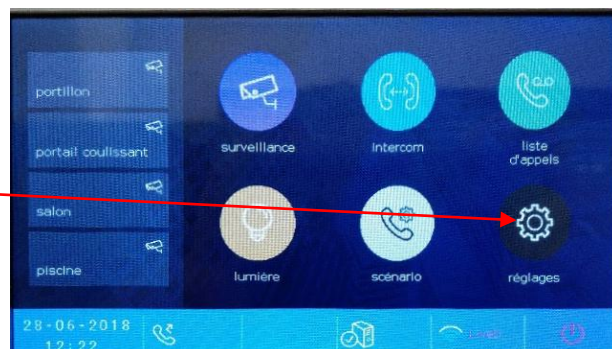 portillon
portail coulissant
salon
piscine
surveillance
intercom
liste
d'appels
lumière
scénario
réglages
28-06-2018
12:22